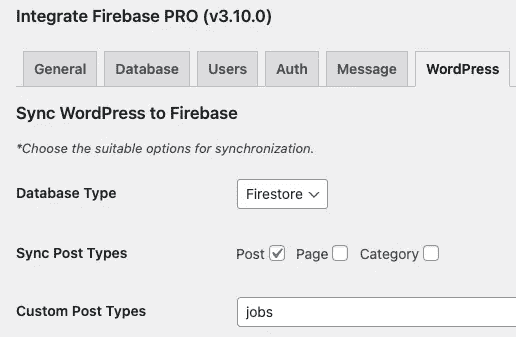 Integrate Firebase PRO (v3.10.0)
General Database Users Auth Message WordPress
Sync WordPress to Firebase
*Choose the suitable options for synchronization.
Database Type Firestore
Sync Post Types Post Page Category
Custom Post Types jobs